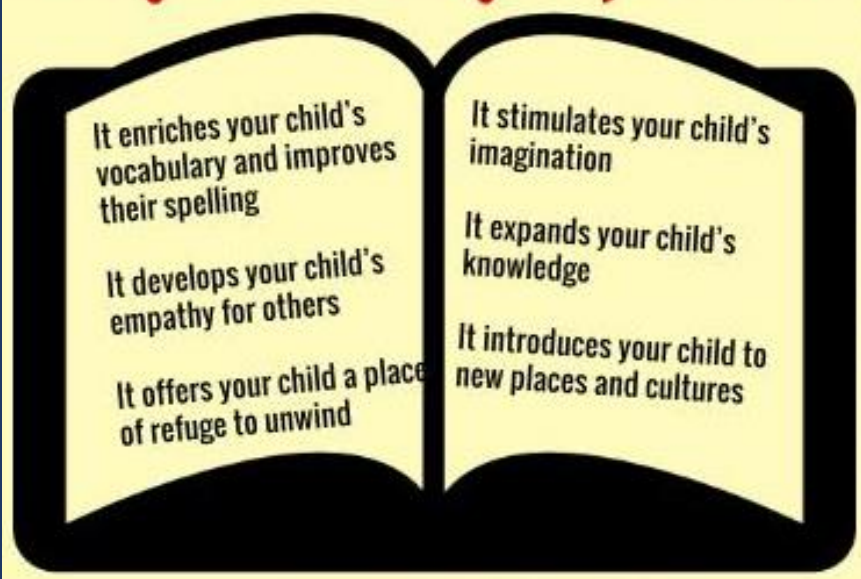 It enriches your child's
vocabulary and improves
their spelling
It develops your child's
empathy for others
It offers your child a place
of refuge to unwind
It stimulates your child's
imagination
It expands your child's
knowledge
It introduces your child to
new places and cultures